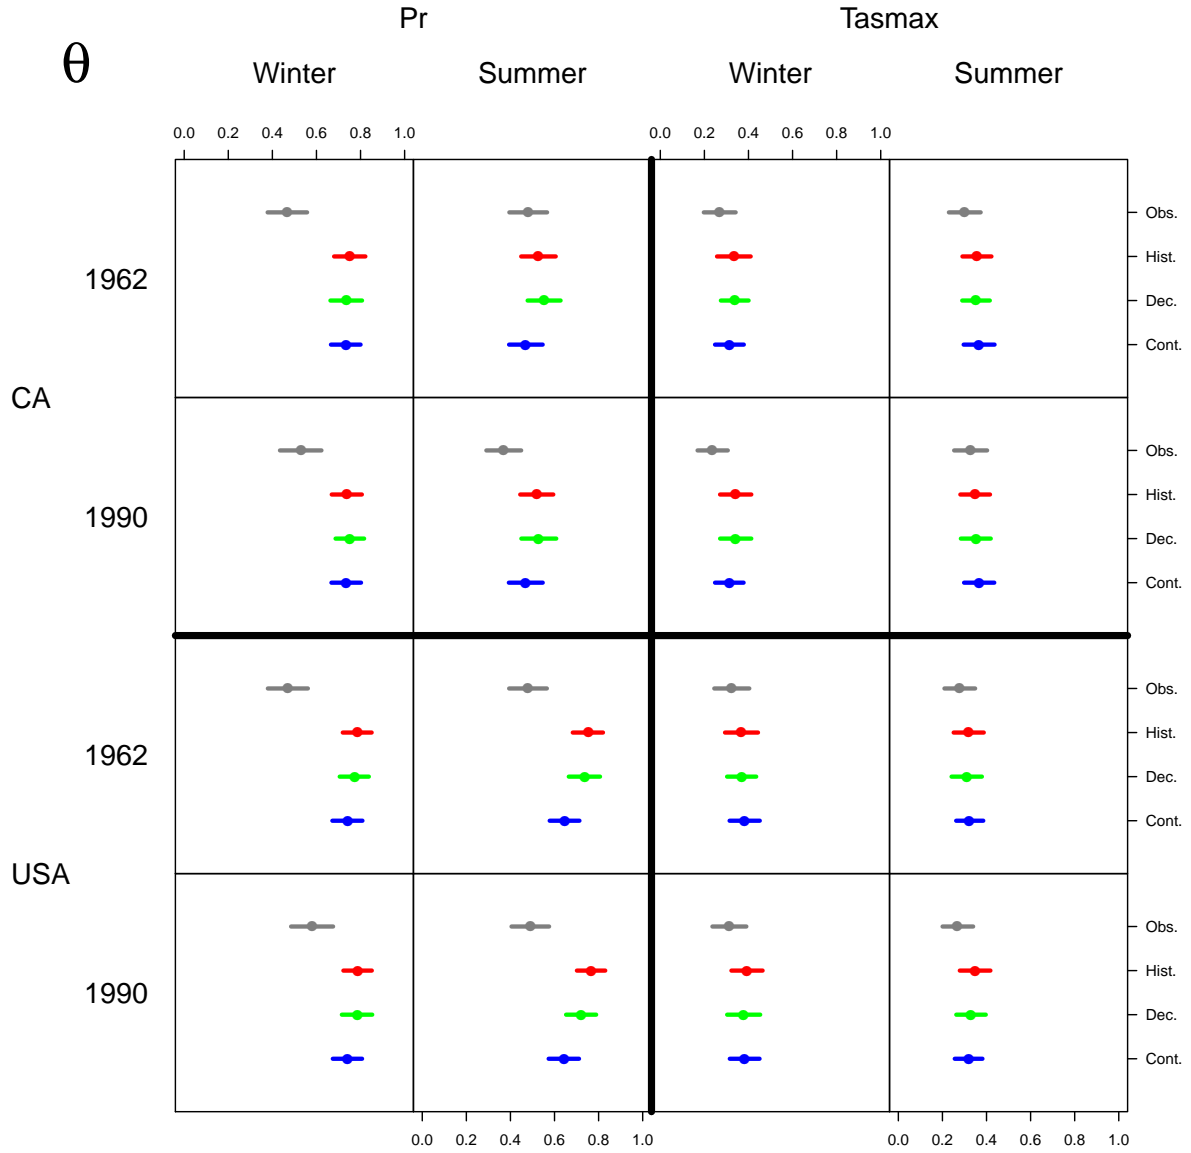 Pr Tasmax
θ
Winter Summer Winter Summer
0.0 0.2 0.4 0.6 0.8 1.0 0.0 0.2 0.4 0.6 0.8 1.0
Obs.
Hist.
1962
Dec.
Cont.
CA
Obs.
Hist.
1990
Dec.
Cont.
Obs.
Hist.
1962
Dec.
Cont.
USA
Obs.
Hist.
1990
Dec.
Cont.
0.0 0.2 0.4 0.6 0.8 1.0 0.0 0.2 0.4 0.6 0.8 1.0